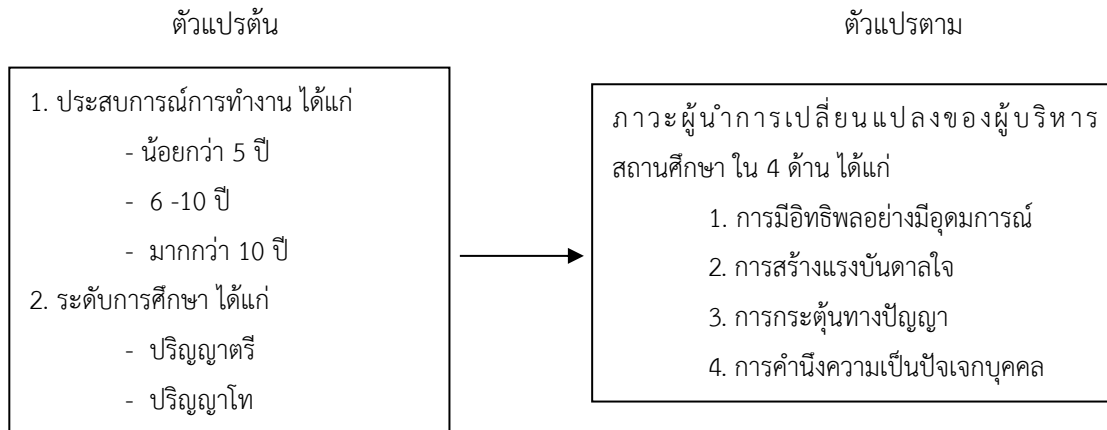 ตัวแปรต้น
1. ประสบการณ์การทำงาน ได้แก่
- น้อยกว่า 5 ปี
- 6 -10 ปี
- มากกว่า 10 ปี
2. ระดับการศึกษา ได้แก่
- ปริญญาตรี
- ปริญญาโท
ตัวแปรตาม
ภาวะผู้นำการเปลี่ยนแปลงของผู้บริหาร
สถานศึกษา ใน 4 ด้าน ได้แก่
1. การมีอิทธิพลอย่างมีอุดมการณ์
2. การสร้างแรงบันดาลใจ
3. การกระตุ้นทางปัญญา
4. การคำนึงความเป็นปัจเจกบุคคล